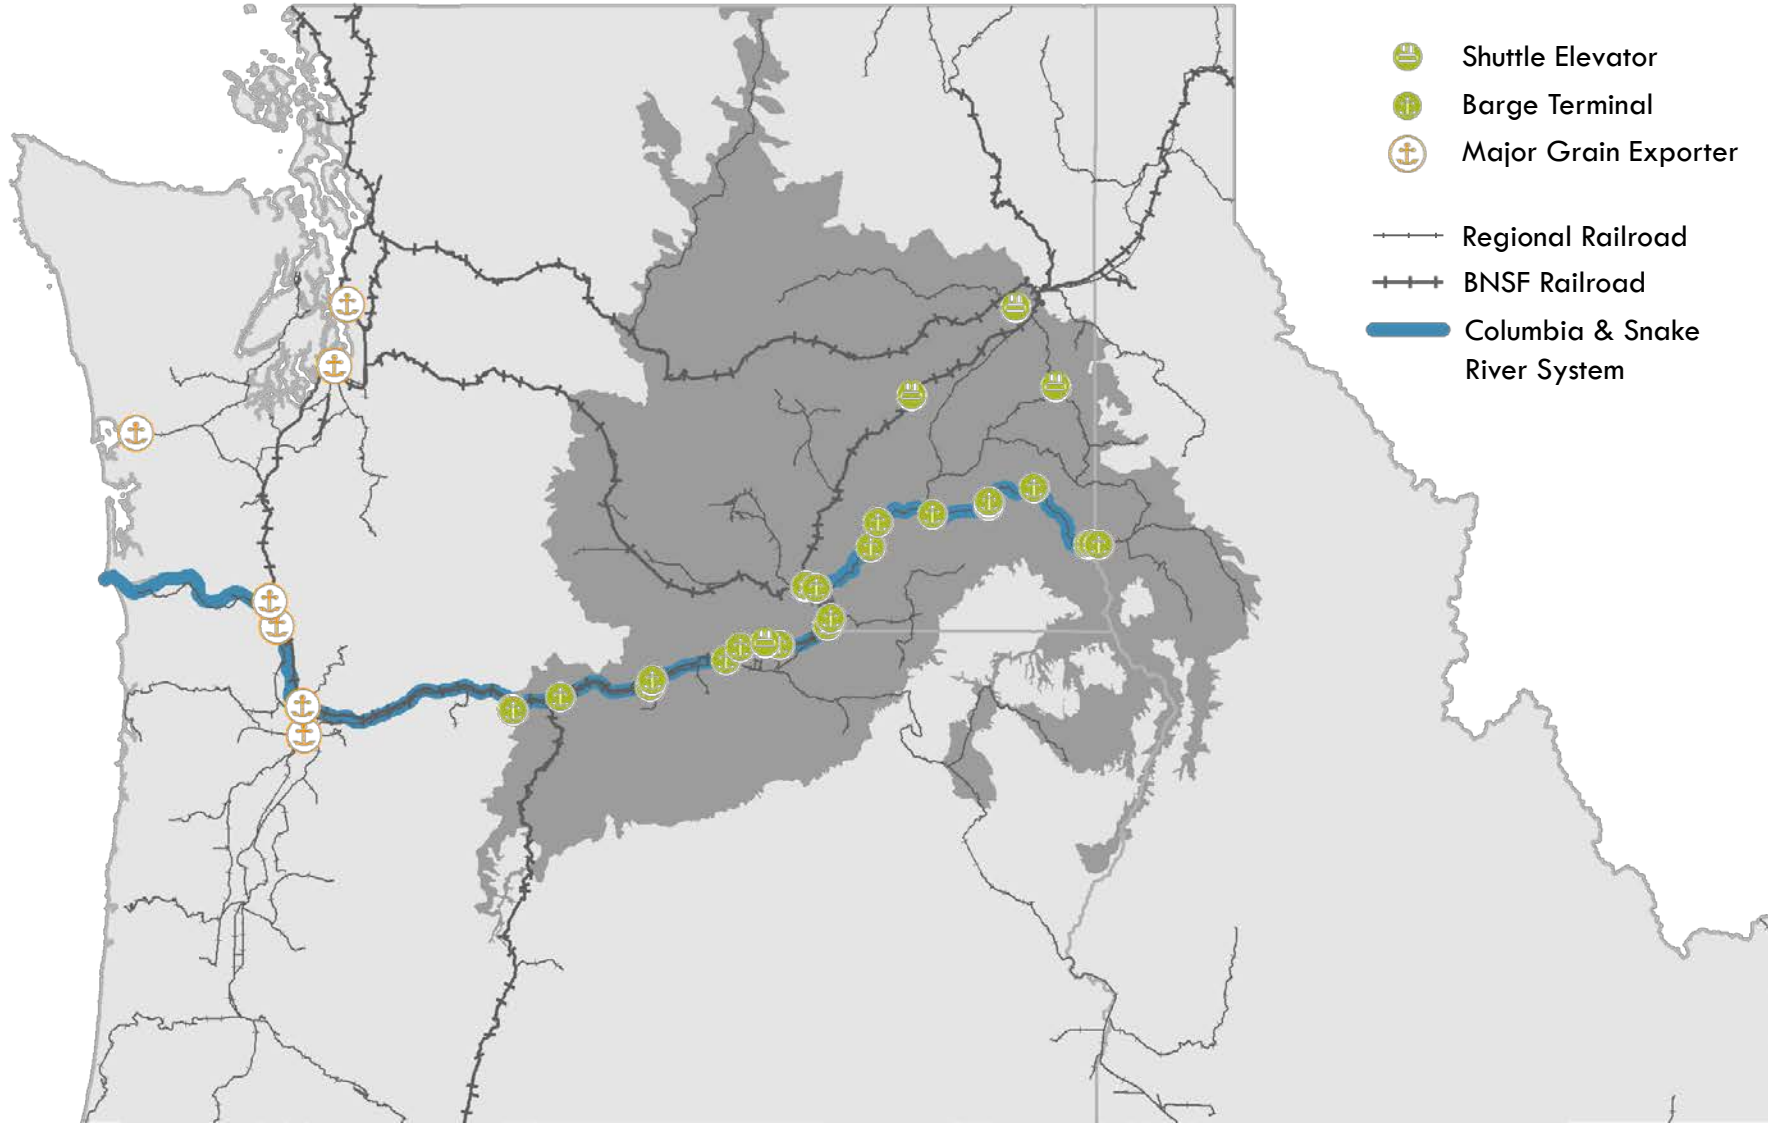 Shuttle Elevator
Barge Terminal
Major Grain Exporter
Regional Railroad
BNSF Railroad
Columbia & Snake
River System